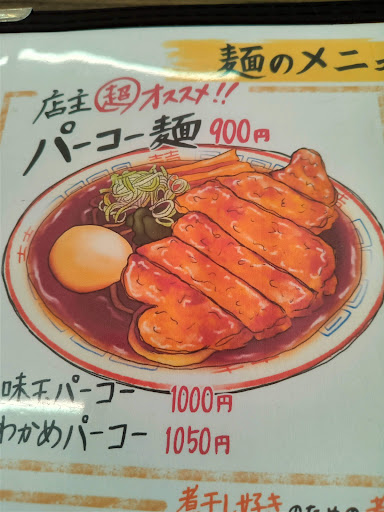 麺のメニュ
店主 超 オススメ!!
パーコー麺 900円
味玉パーコー 1000円
わかめパーコー 1050円
煮干し好きのための